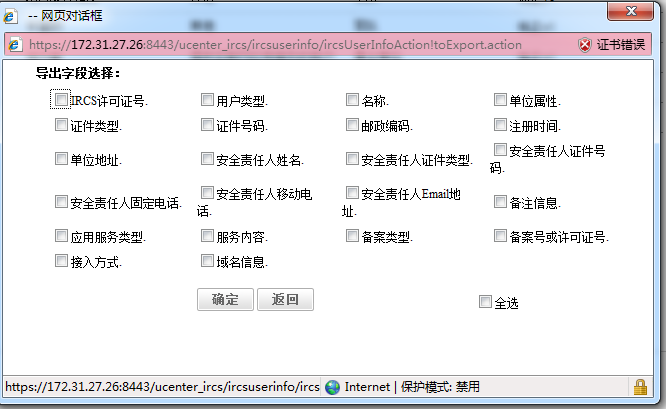 -- 网页对话框
https://172.31.27.26:8443/ucenter_ircs/ircsuserinfo/ircsUserInfoAction!toExport.action 证书错误
导出字段选择：
IRCS许可证号. 用户类型. 名称. 单位属性.
证件类型. 证件号码. 邮政编码. 注册时间.
单位地址. 安全责任人姓名. 安全责任人证件类型. 安全责任人证件号
码.
安全责任人固定电话. 安全责任人移动电 安全责任人Email地 备注信息.
话. 址.
应用服务类型. 服务内容. 备案类型. 备案号或许可证号.
接入方式. 域名信息.
确定 返回 全选
https://172.31.27.26:8443/ucenter_ircs/ircsuserinfo/ircs Internet | 保护模式: 禁用